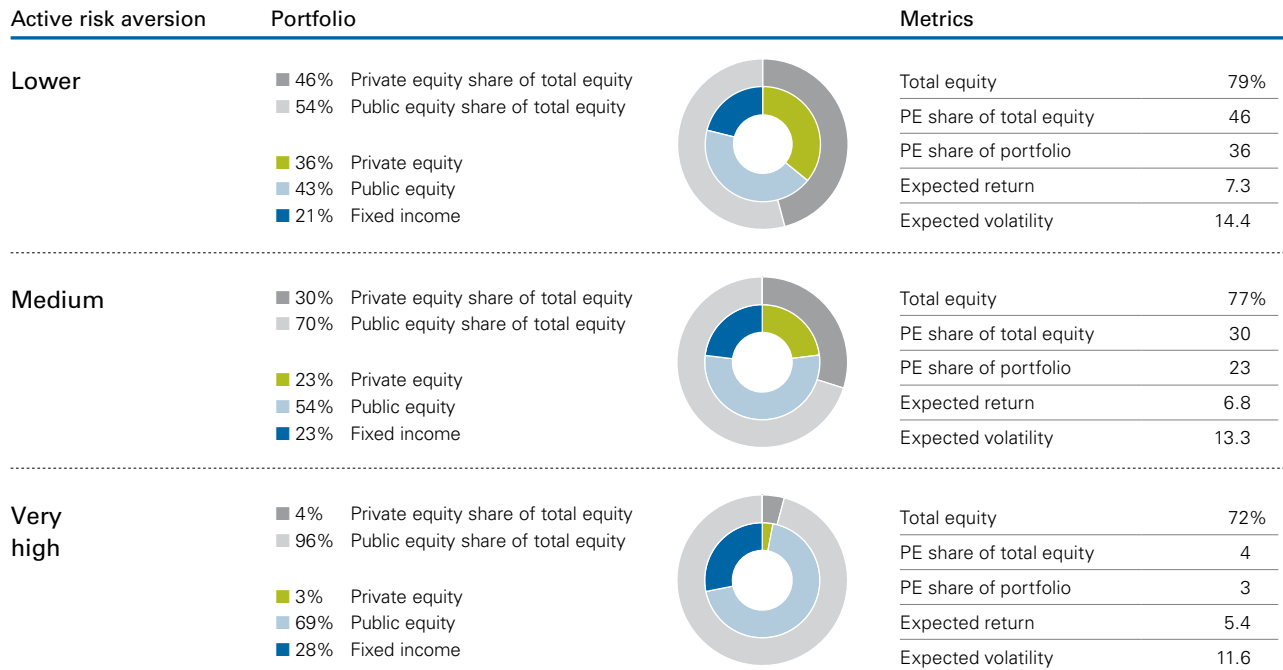 Active risk aversion Portfolio Metrics
Lower
46% Private equity share of total equity
54% Public equity share of total equity
36% Private equity
43% Public equity
21% Fixed income
Total equity 79%
PE share of total equity 46
PE share of portfolio 36
Expected return 7.3
Expected volatility 14.4
Medium
30% Private equity share of total equity
70% Public equity share of total equity
23% Private equity
54% Public equity
23% Fixed income
Total equity 77%
PE share of total equity 30
PE share of portfolio 23
Expected return 6.8
Expected volatility 13.3
Very
high
4% Private equity share of total equity
96% Public equity share of total equity
3% Private equity
69% Public equity
28% Fixed income
Total equity 72%
PE share of total equity 4
PE share of portfolio 3
Expected return 5.4
Expected volatility 11.6